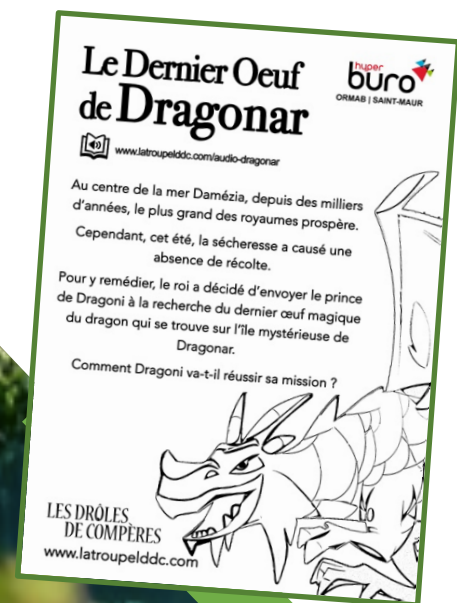 Le Dernier Oeuf
de Dragonar
hyper
buro
ORMAB | SAINT-MAUR
www.latroupelddc.com/audio-dragonar
Au centre de la mer Damézia, depuis des milliers
d'années, le plus grand des royaumes prospère.
Cependant, cet été, la sécheresse a causé une
absence de récolte.
Pour y remédier, le roi a décidé d'envoyer le prince
de Dragoni à la recherche du dernier œuf magique
du dragon qui se trouve sur l'île mystérieuse de
Dragonar.
Comment Dragoni va-t-il réussir sa mission ?
LES DRÔLES
DE COMPÈRES
www.latroupelddc.com